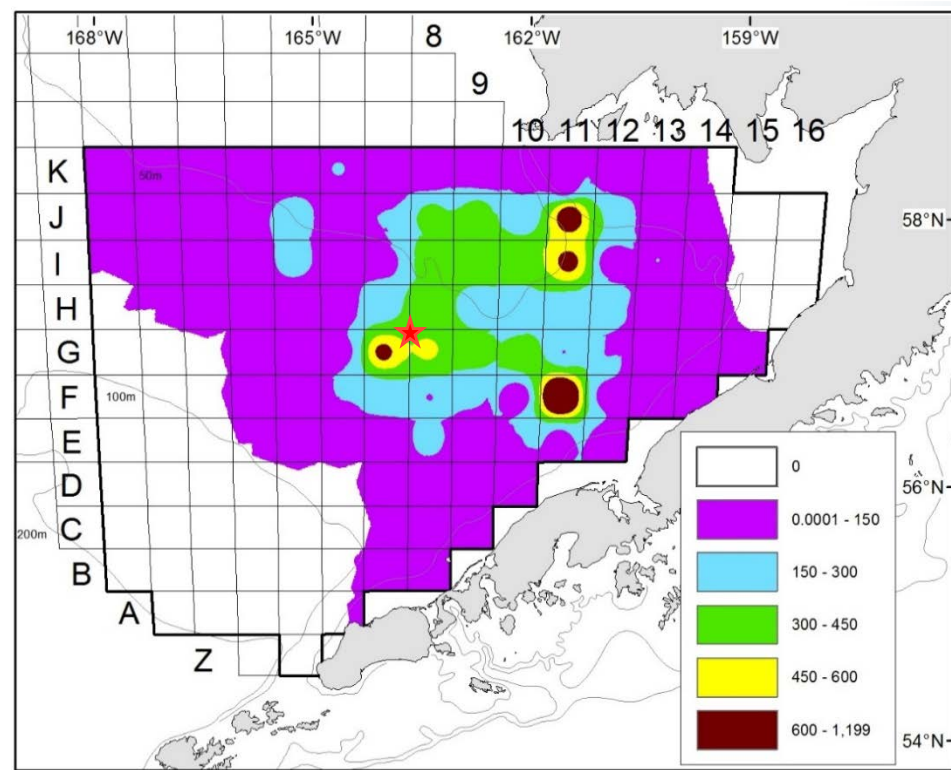 168°W 165°W 162°W 159°W
8
9
10 11 12 13 14 15 16
K
50m
J
58°N
I
H
G
F
100m
E
D
56°N
C
200m
B
A
Z
54°N
0
0.0001 - 150
150 - 300
300 - 450
450 - 600
600 - 1,199